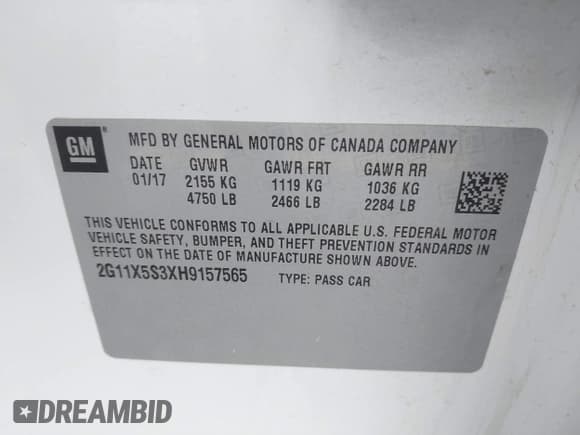 GM ®
MFD BY GENERAL MOTORS OF CANADA COMPANY
DATE GVWR GAWR FRT GAWR RR
01/17 2155 KG 1119 KG 1036 KG
4750 LB 2466 LB 2284 LB
THIS VEHICLE CONFORMS TO ALL APPLICABLE U.S. FEDERAL MOTOR
VEHICLE SAFETY, BUMPER, AND THEFT PREVENTION STANDARDS IN
EFFECT ON THE DATE OF MANUFACTURE SHOWN ABOVE.
2G11X5S3XH9157565 TYPE: PASS CAR
DREAMBID